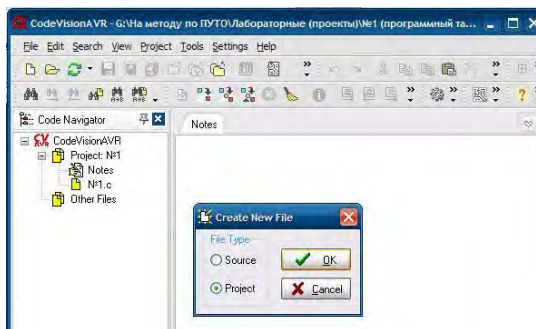 CodeVisionAVR - G:\На методу по ПУТО\Лабораторные (проекты)\№1 (програмный та...
File Edit Search View Project Tools Settings Help
Code Navigator
Notes
CodeVisionAVR
Project: №1
Notes
№1.c
Other Files
Create New File
File Type
Source
OK
Project
Cancel